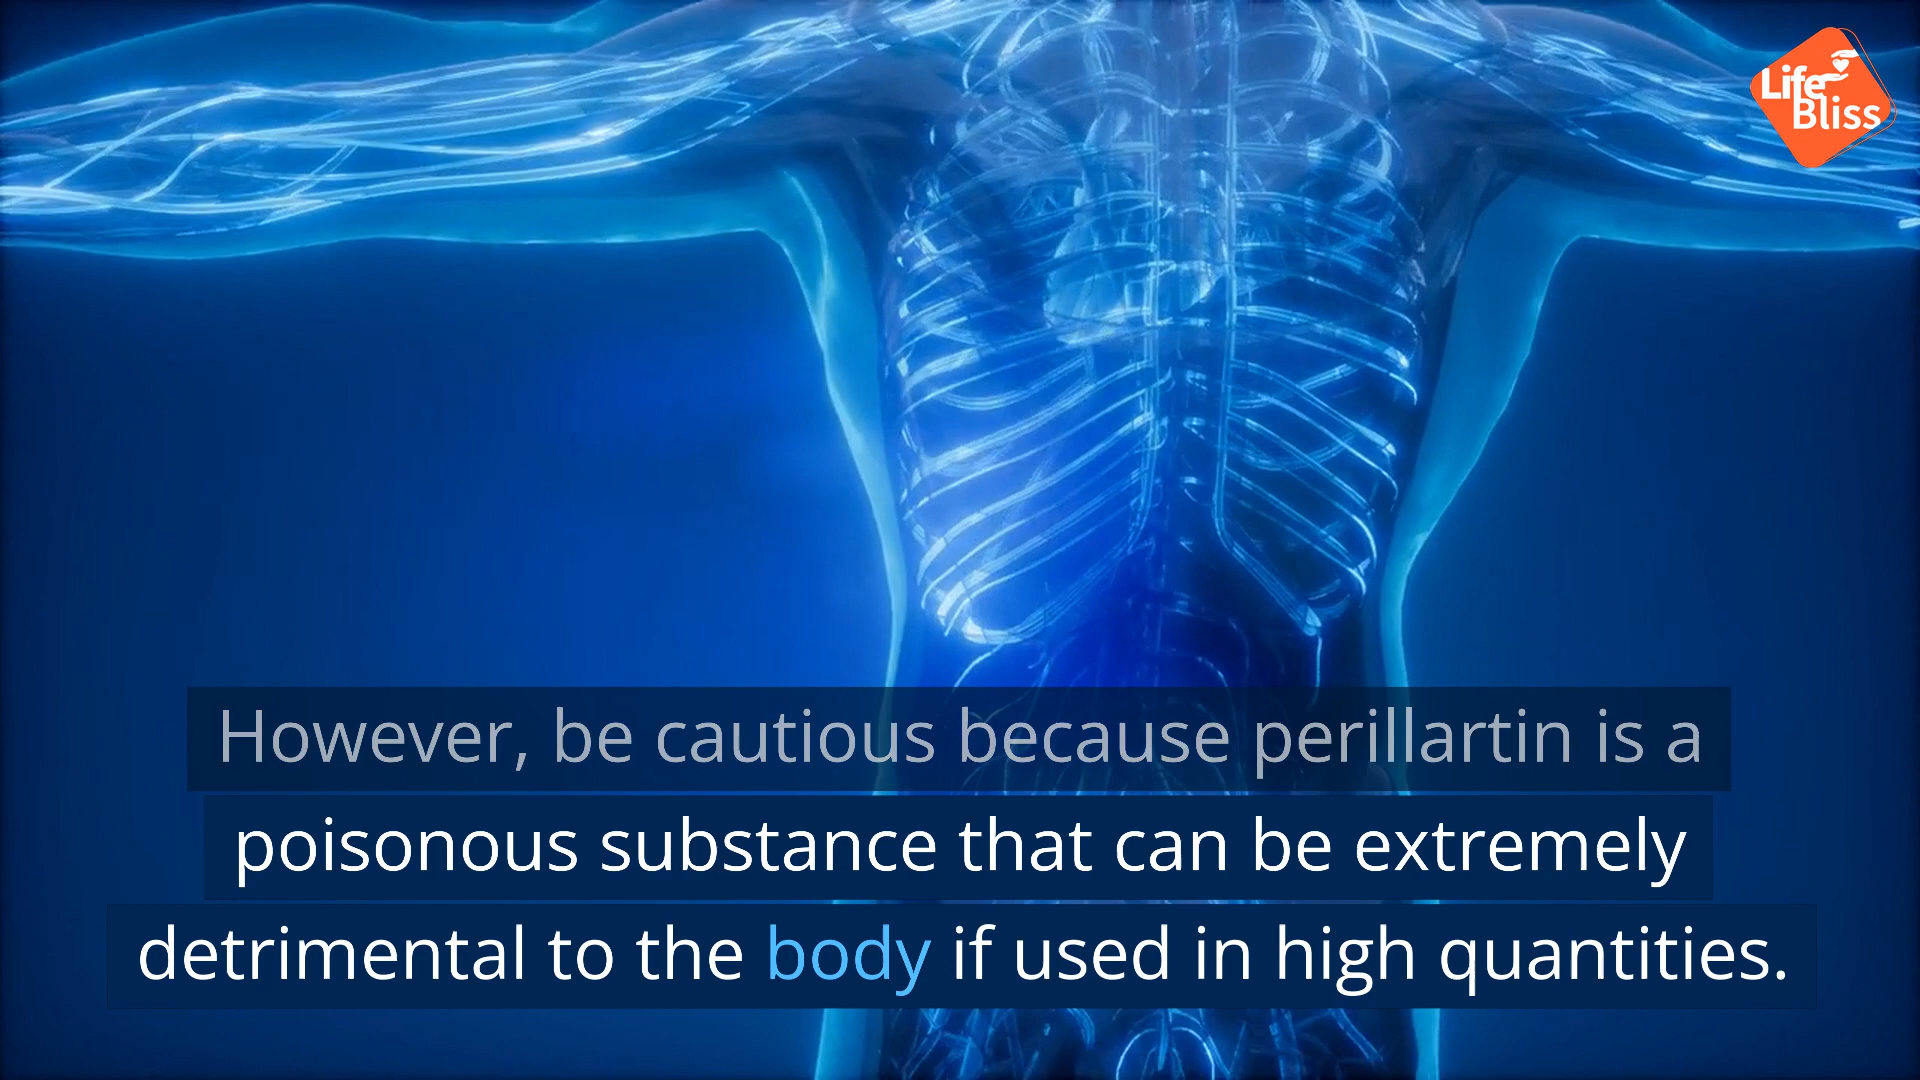 Life
Bliss
However, be cautious because perillartin is a
poisonous substance that can be extremely
detrimental to the body if used in high quantities.